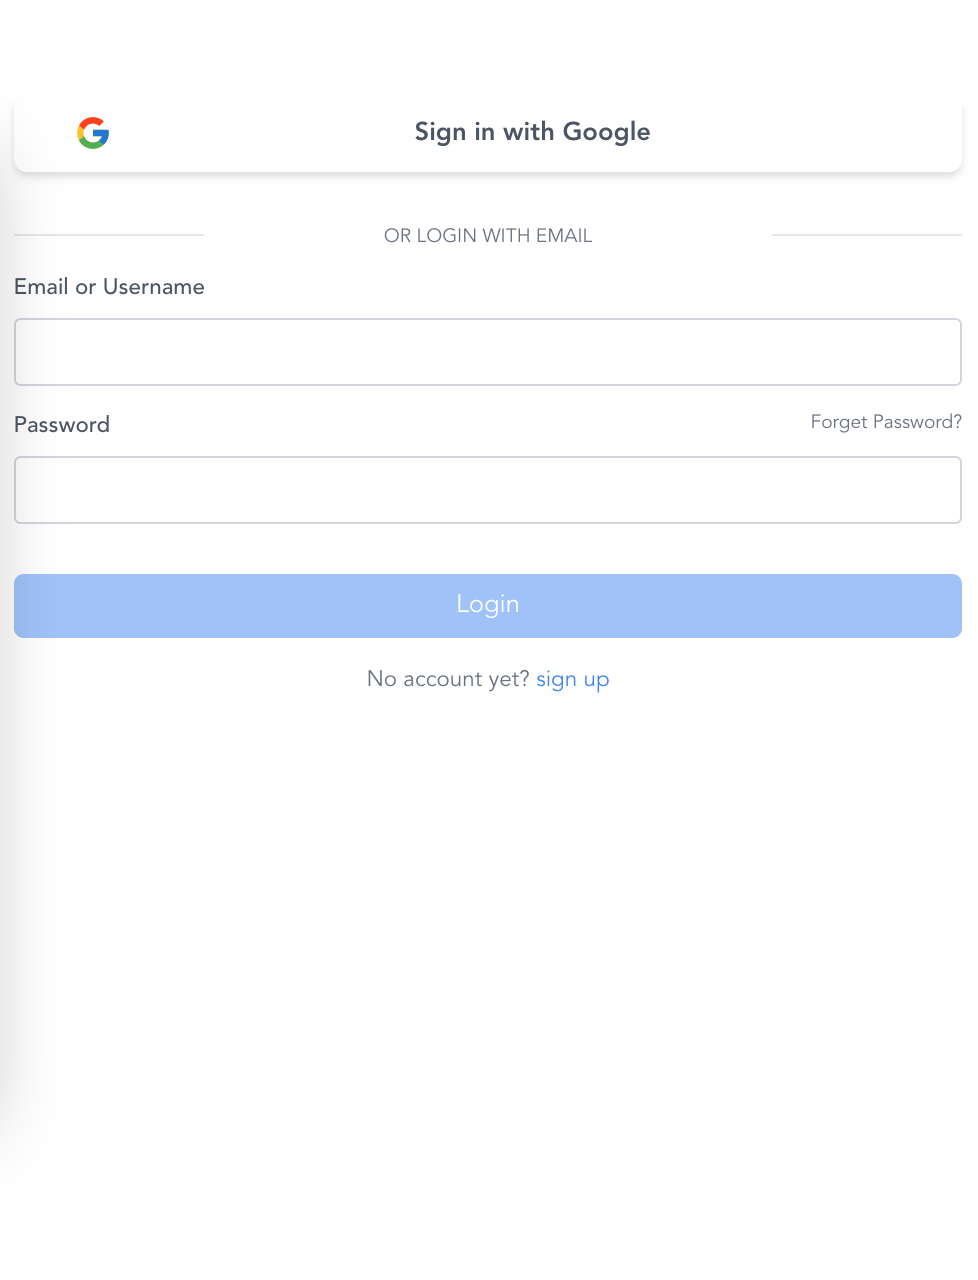 Sign in with Google
OR LOGIN WITH EMAIL
Email or Username
Password
Forget Password?
Login
No account yet? sign up